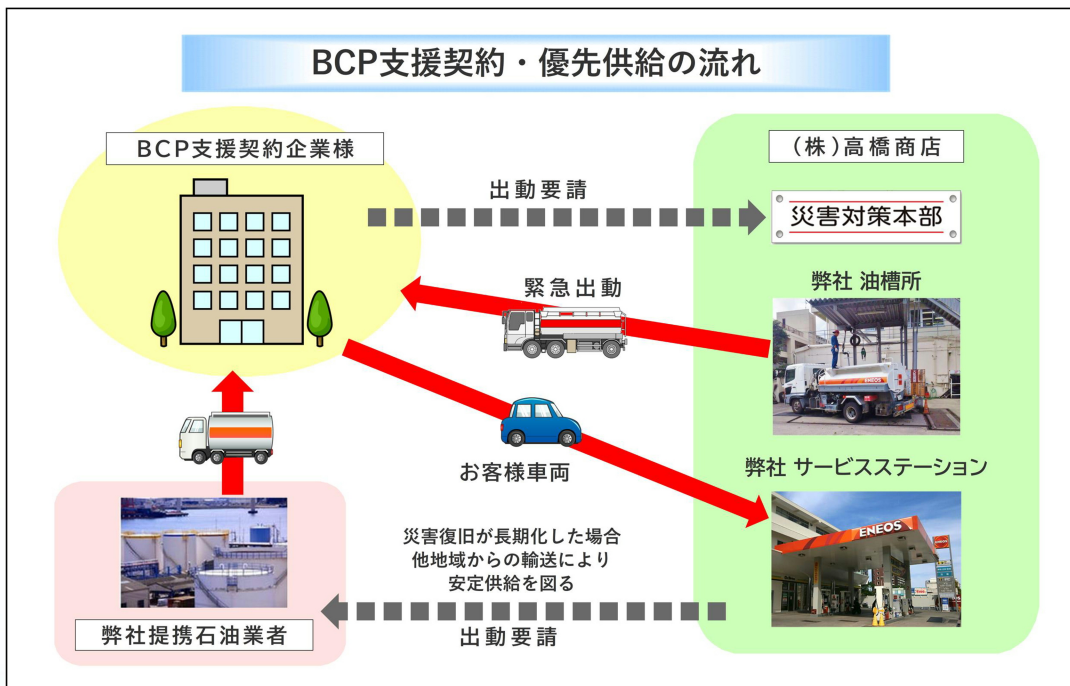 BCP支援契約・優先供給の流れ
BCP支援契約企業様
(株)高橋商店
出動要請
災害対策本部
緊急出動
弊社 油槽所
ENEOS
お客様車両
弊社 サービスステーション
ENEOS
災害復旧が長期化した場合
他地域からの輸送により
安定供給を図る
出動要請
弊社提携石油業者